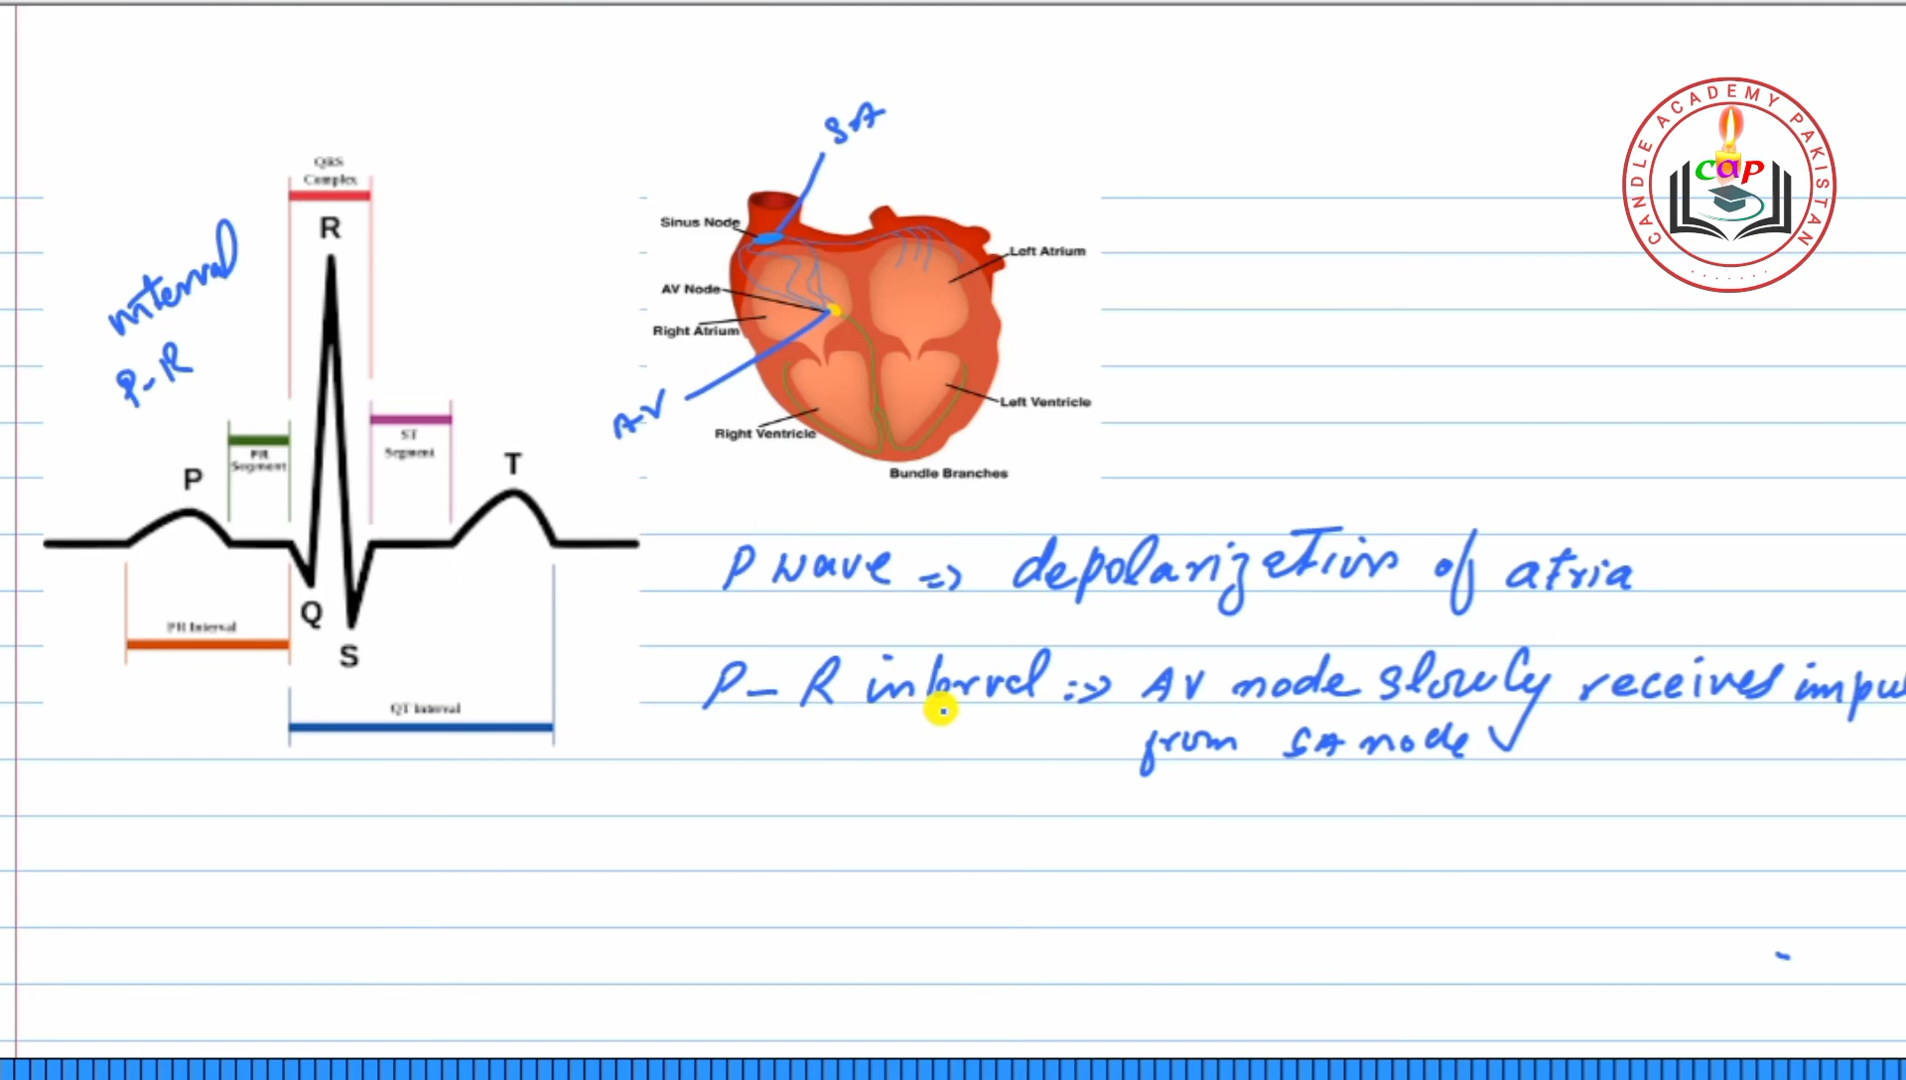 CANDLE ACADEMY PAKISTAN
cap
SA
QRS
Complex
R
interval
P-R
Sinus Node
Left Atrium
AV Node
Right Atrium
AV
Left Ventricle
Right Ventricle
Bundle Branches
PR
Segment
ST
Segment
P
T
Q
S
PR Interval
QT Interval
P wave => depolarization of atria
P-R interval => AV node slowly receives impu
from SA node